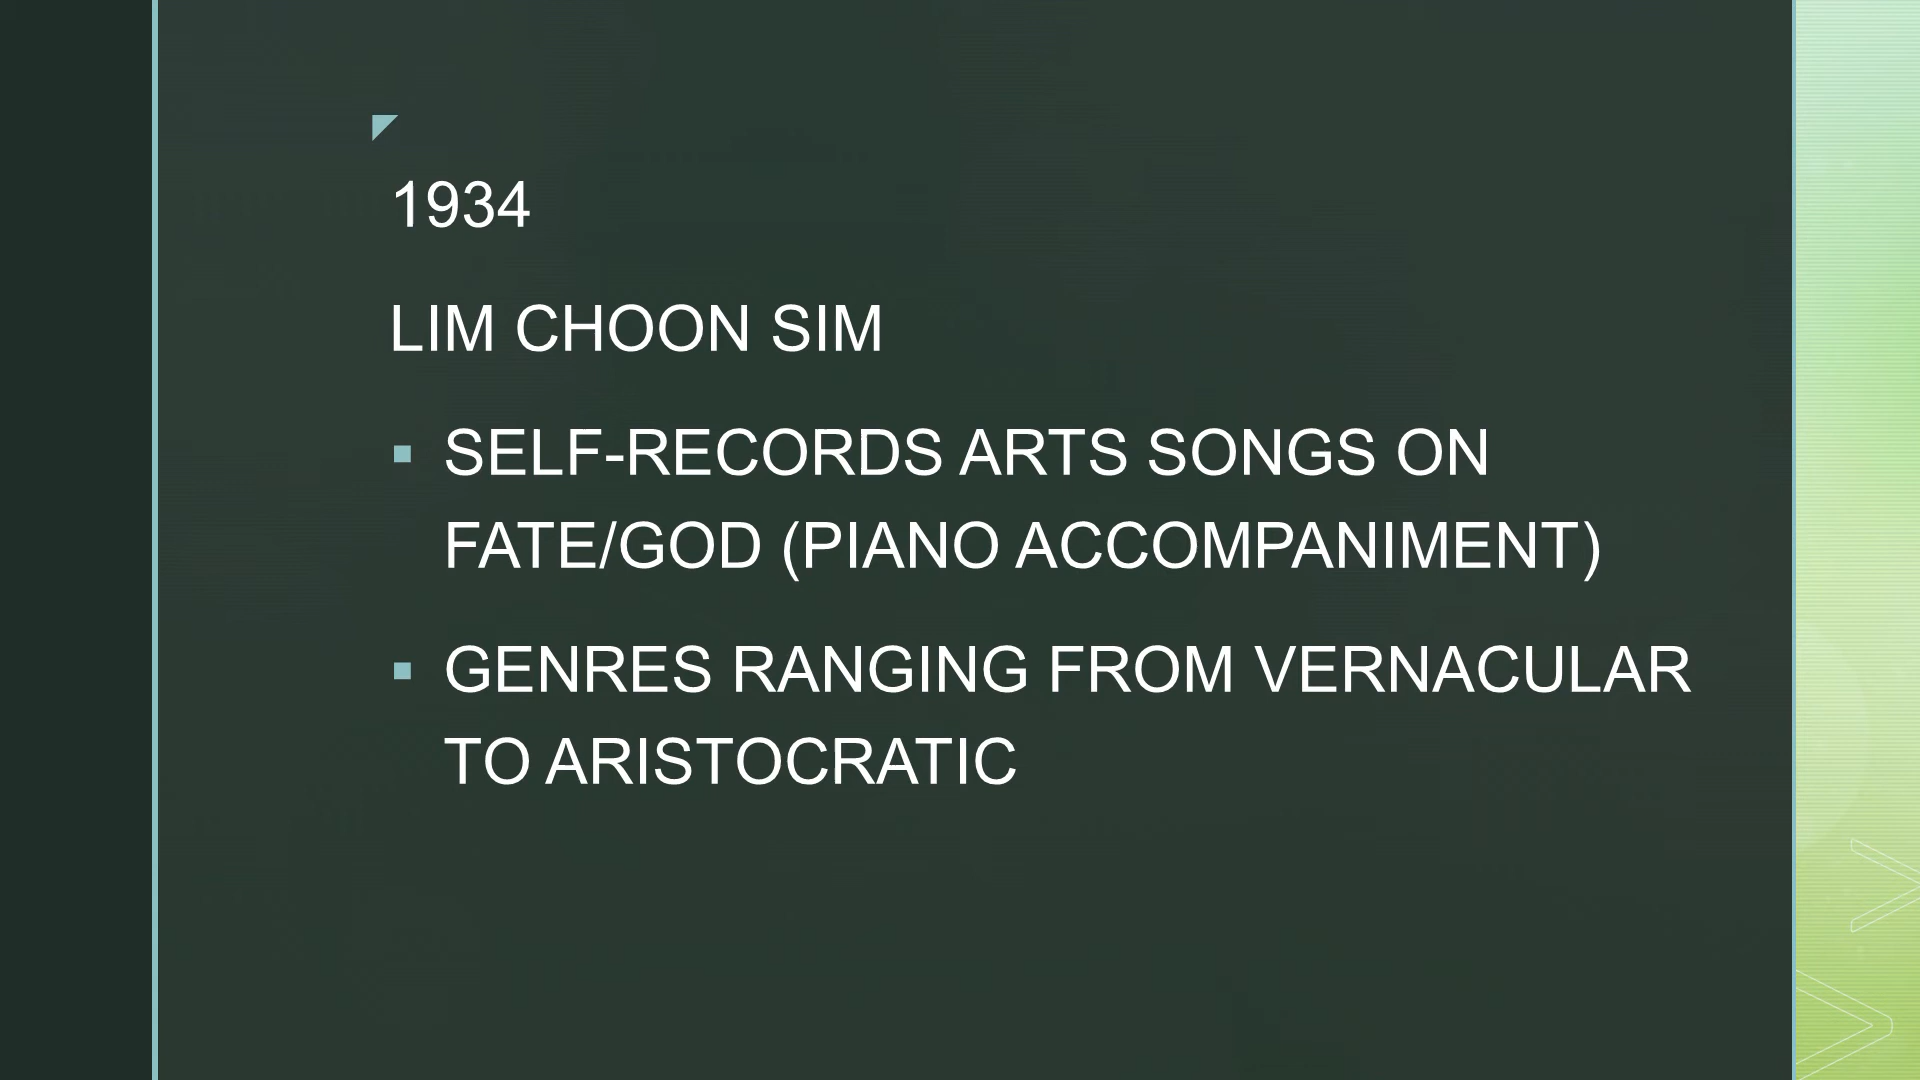 1934
LIM CHOON SIM
SELF-RECORDS ARTS SONGS ON
FATE/GOD (PIANO ACCOMPANIMENT)
GENRES RANGING FROM VERNACULAR
TO ARISTOCRATIC